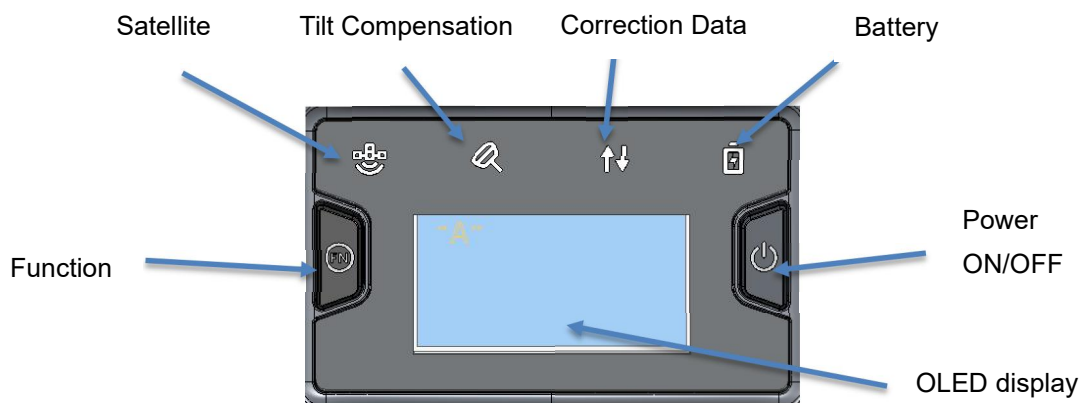 Satellite
Tilt Compensation
Correction Data
Battery
"A"
FN
Function
Power
ON/OFF
OLED display